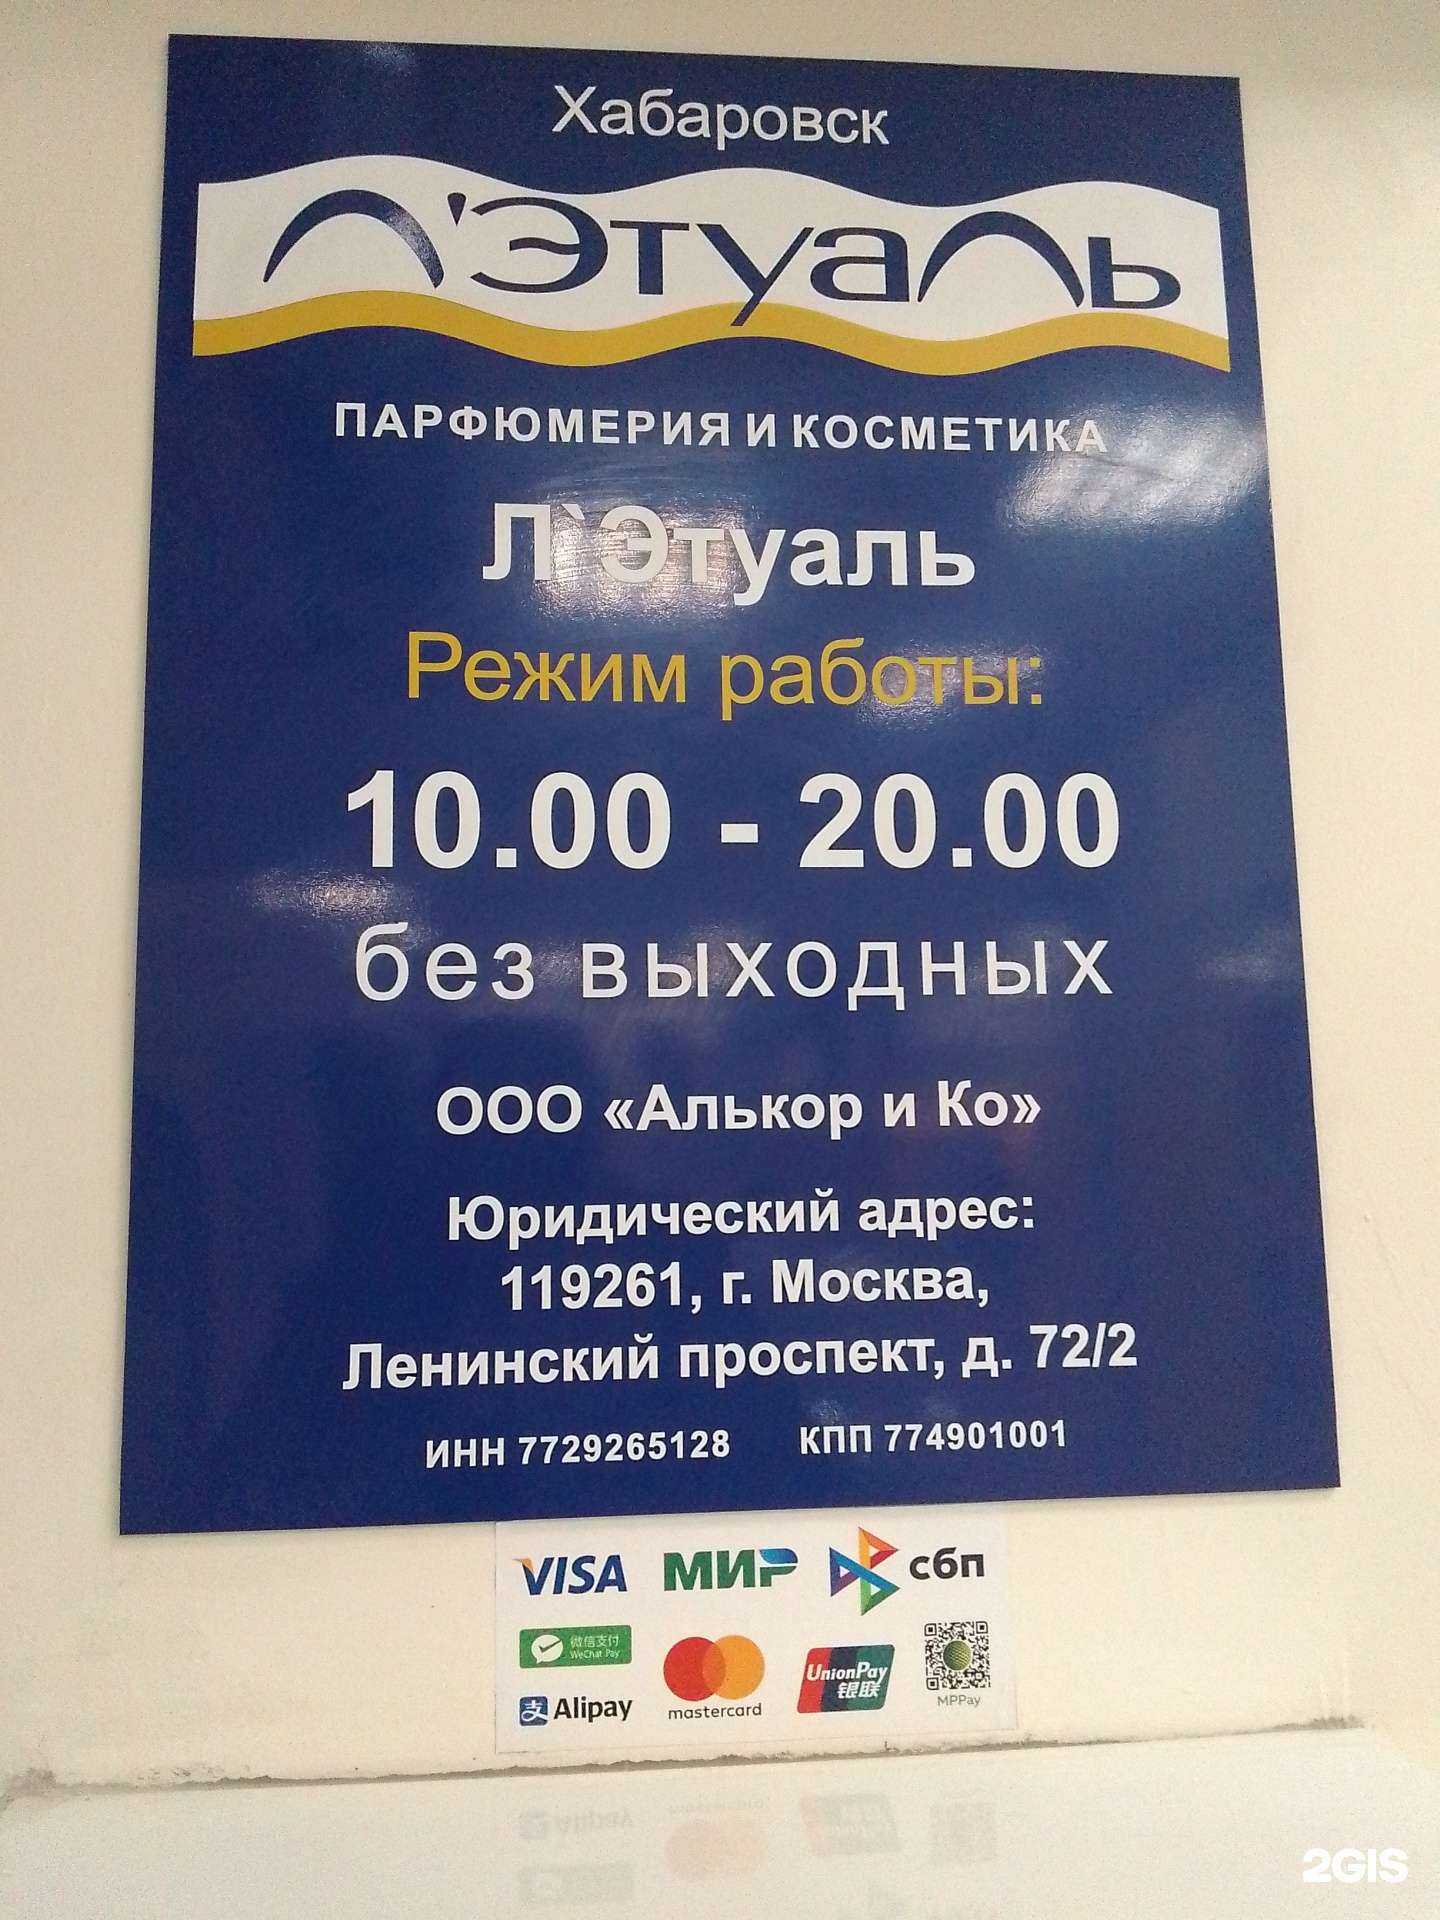 Хабаровск
Л'Этуаль
ПАРФЮМЕРИЯ И КОСМЕТИКА
Л`Этуаль
Режим работы:
10.00 - 20.00
без выходных
ООО «Алькор и Ко»
Юридический адрес:
119261, г. Москва,
Ленинский проспект, д. 72/2
ИНН 7729265128 КПП 774901001
VISA МИР сбп
微信支付
WeChat Pay
Alipay
mastercard
UnionPay
银联
MPPay
2GIS